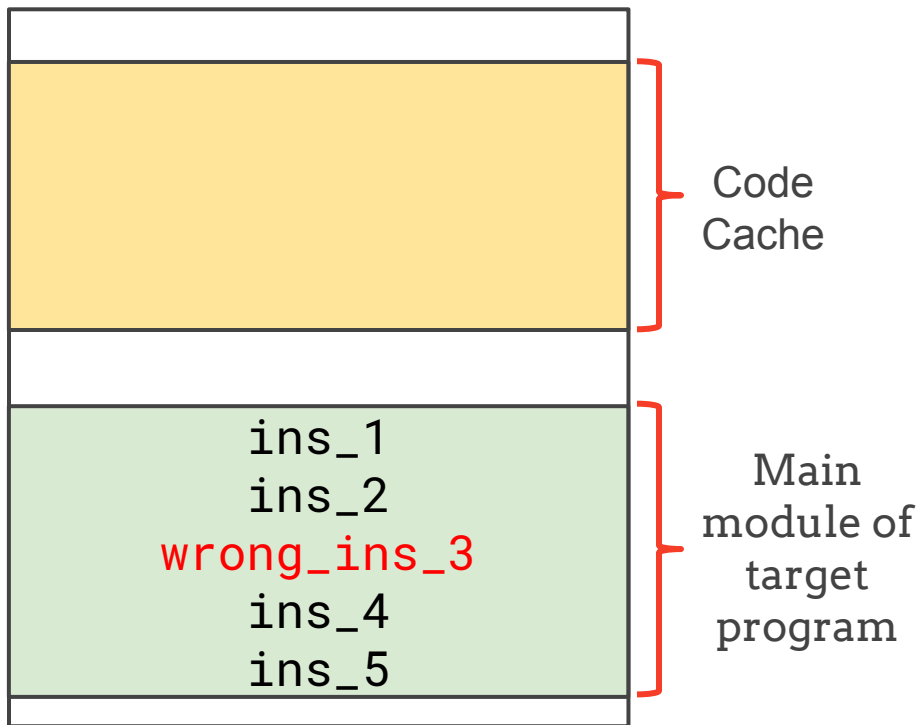 Code
Cache
ins_1
ins_2
wrong_ins_3
ins_4
ins_5
Main
module of
target
program